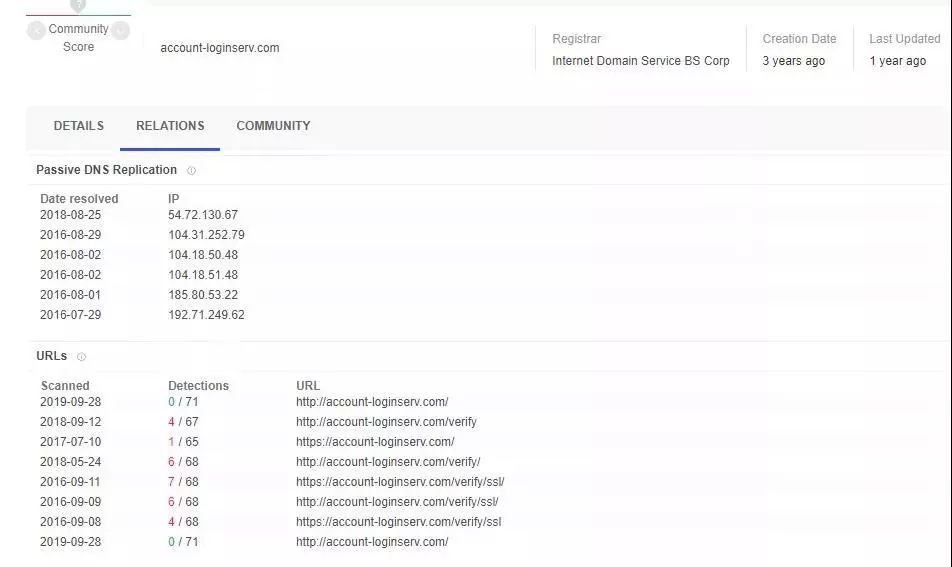 ?
Community
Score
account-loginserv.com
Registrar
Internet Domain Service BS Corp
Creation Date
3 years ago
Last Updated
1 year ago
DETAILS RELATIONS COMMUNITY
Passive DNS Replication
Date resolved IP
2018-08-25 54.72.130.67
2016-08-29 104.31.252.79
2016-08-02 104.18.50.48
2016-08-02 104.18.51.48
2016-08-01 185.80.53.22
2016-07-29 192.71.249.62
URLs
Scanned Detections URL
2019-09-28 0 / 71 http://account-loginserv.com/
2018-09-12 4 / 67 http://account-loginserv.com/verify
2017-07-10 1 / 65 https://account-loginserv.com/
2018-05-24 6 / 68 http://account-loginserv.com/verify/
2016-09-11 7 / 68 https://account-loginserv.com/verify/ssl/
2016-09-09 6 / 68 https://account-loginserv.com/verify/ssl/
2016-09-08 4 / 68 https://account-loginserv.com/verify/ssl
2019-09-28 0 / 71 http://account-loginserv.com/